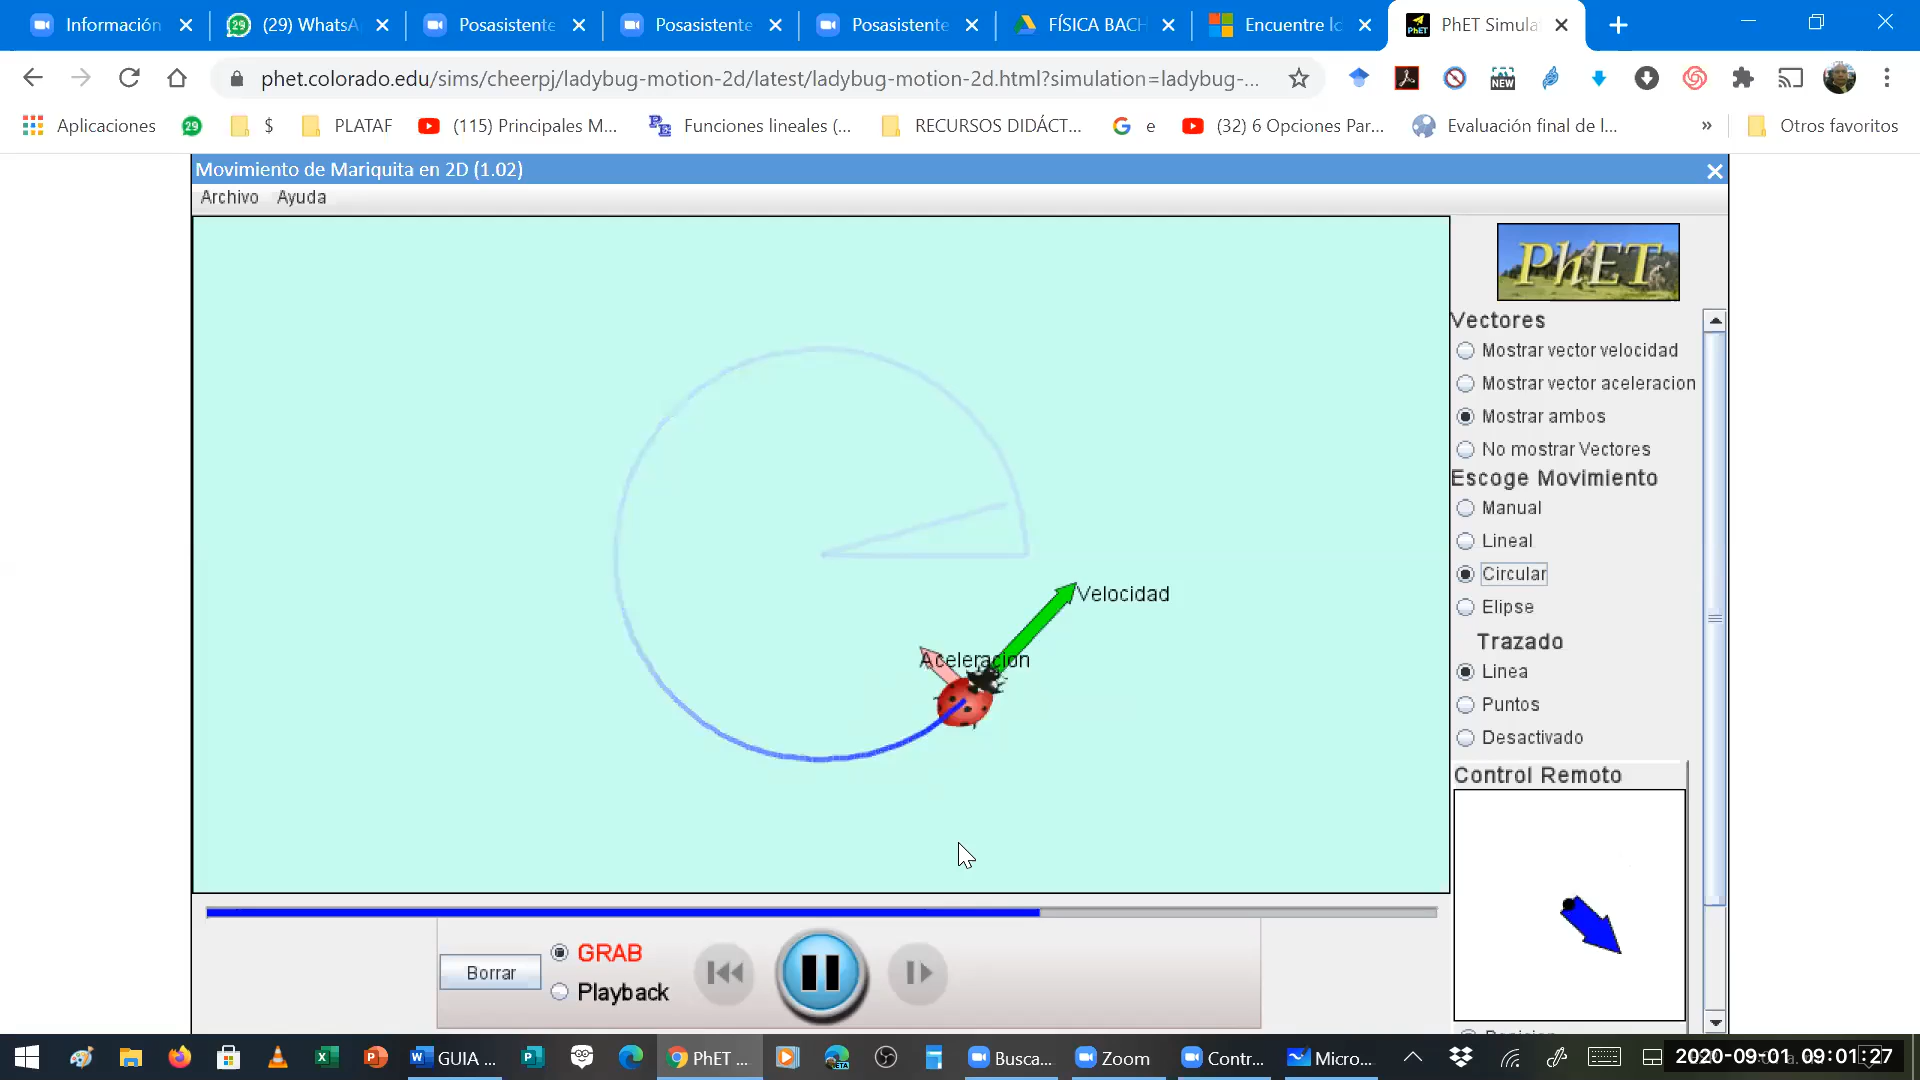 Información
(29) WhatsA
Posasistente
Posasistente
Posasistente
FÍSICA BACH
Encuentre lo
PhET Simula
phet.colorado.edu/sims/cheerpj/ladybug-motion-2d/latest/ladybug-motion-2d.html?simulation=ladybug-...
NEW
Aplicaciones
29
$
PLATAF
(115) Principales M...
Funciones lineales (...
RECURSOS DIDÁCT...
e
(32) 6 Opciones Par...
Evaluación final de l...
»
Otros favoritos
Movimiento de Mariquita en 2D (1.02)
Archivo Ayuda
PhET
Vectores
Mostrar vector velocidad
Mostrar vector aceleracion
Mostrar ambos
No mostrar Vectores
Escoge Movimiento
Manual
Lineal
Circular
Elipse
Trazado
Linea
Puntos
Desactivado
Control Remoto
Velocidad
Aceleracion
Borrar
GRAB
Playback
GUIA ...
PhET ...
Busca...
Zoom
Contr...
Micro...
2020-09-01 09:01:27